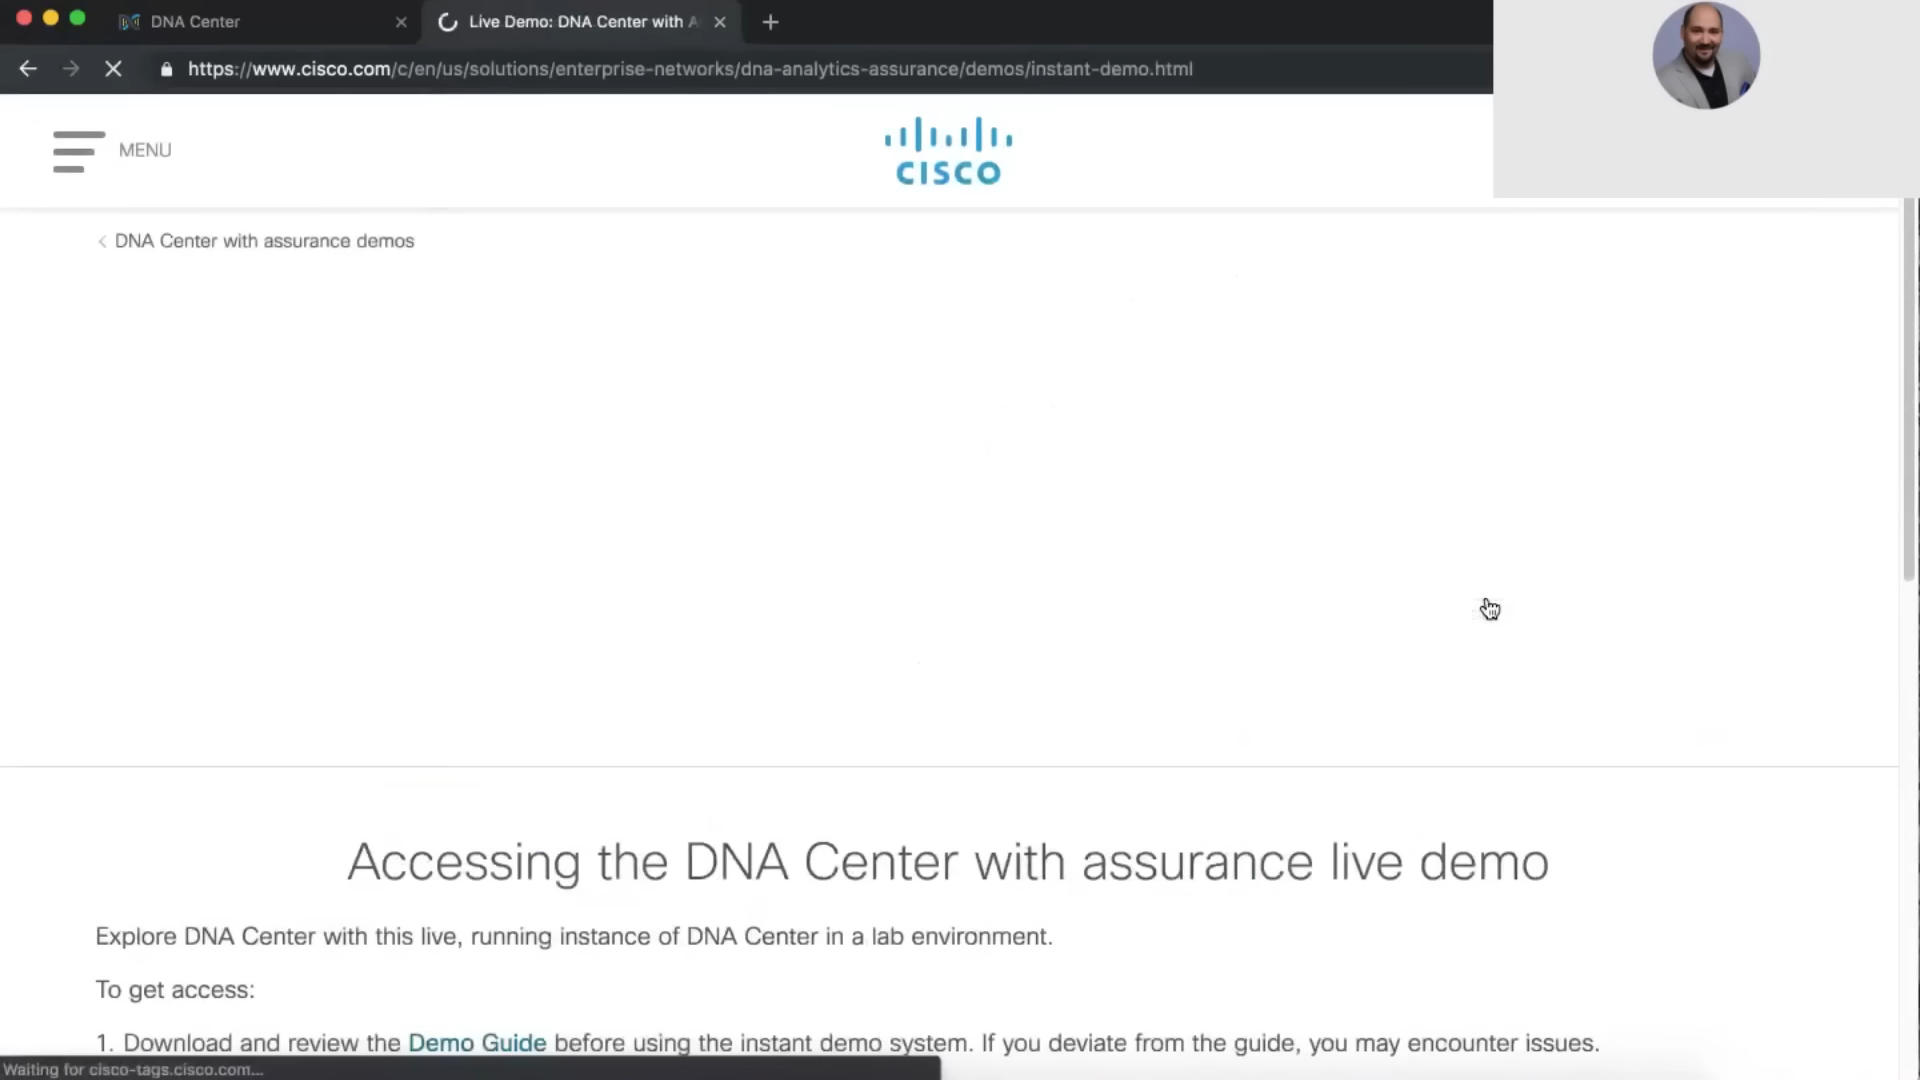 DNA Center
Live Demo: DNA Center with A
https://www.cisco.com/c/en/us/solutions/enterprise-networks/dna-analytics-assurance/demos/instant-demo.html
MENU
CISCO
DNA Center with assurance demos
Accessing the DNA Center with assurance live demo
Explore DNA Center with this live, running instance of DNA Center in a lab environment.
To get access:
1. Download and review the Demo Guide before using the instant demo system. If you deviate from the guide, you may encounter issues.
Waiting for cisco-tags.cisco.com...